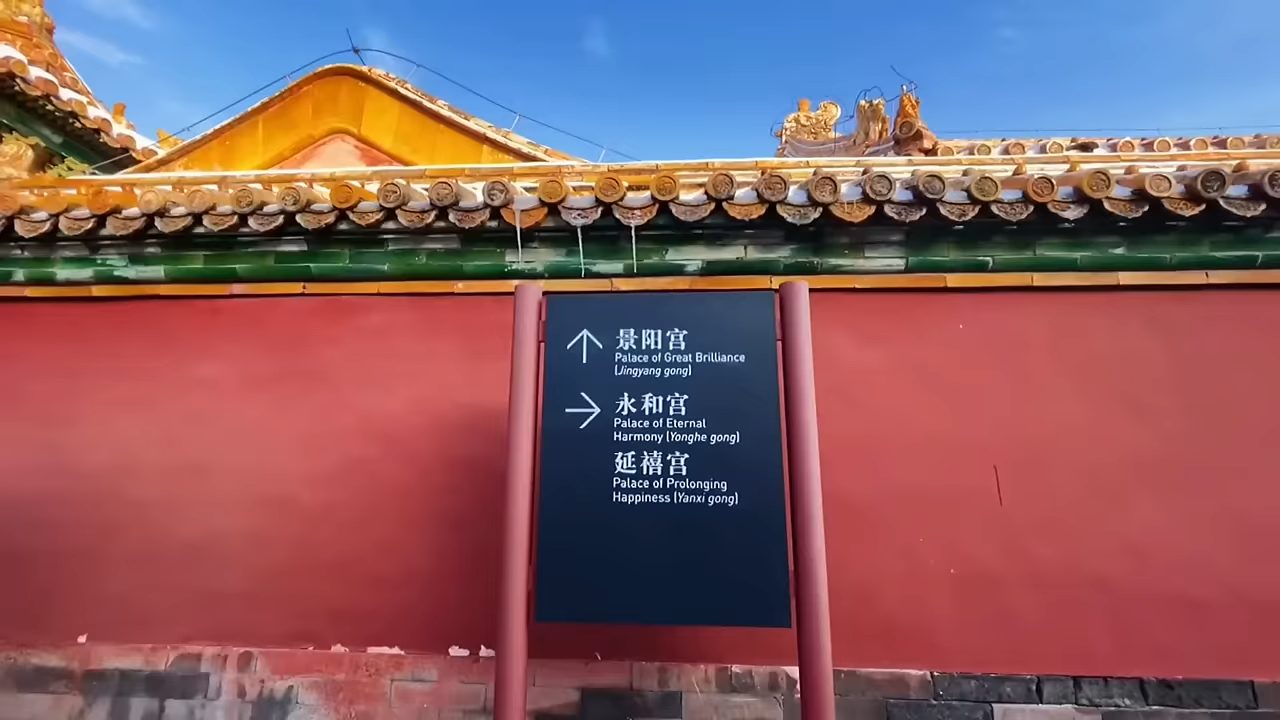 景阳宫
Palace of Great Brilliance
(Jingyang gong)
永和宫
Palace of Eternal
Harmony (Yonghe gong)
延禧宫
Palace of Prolonging
Happiness (Yanxi gong)